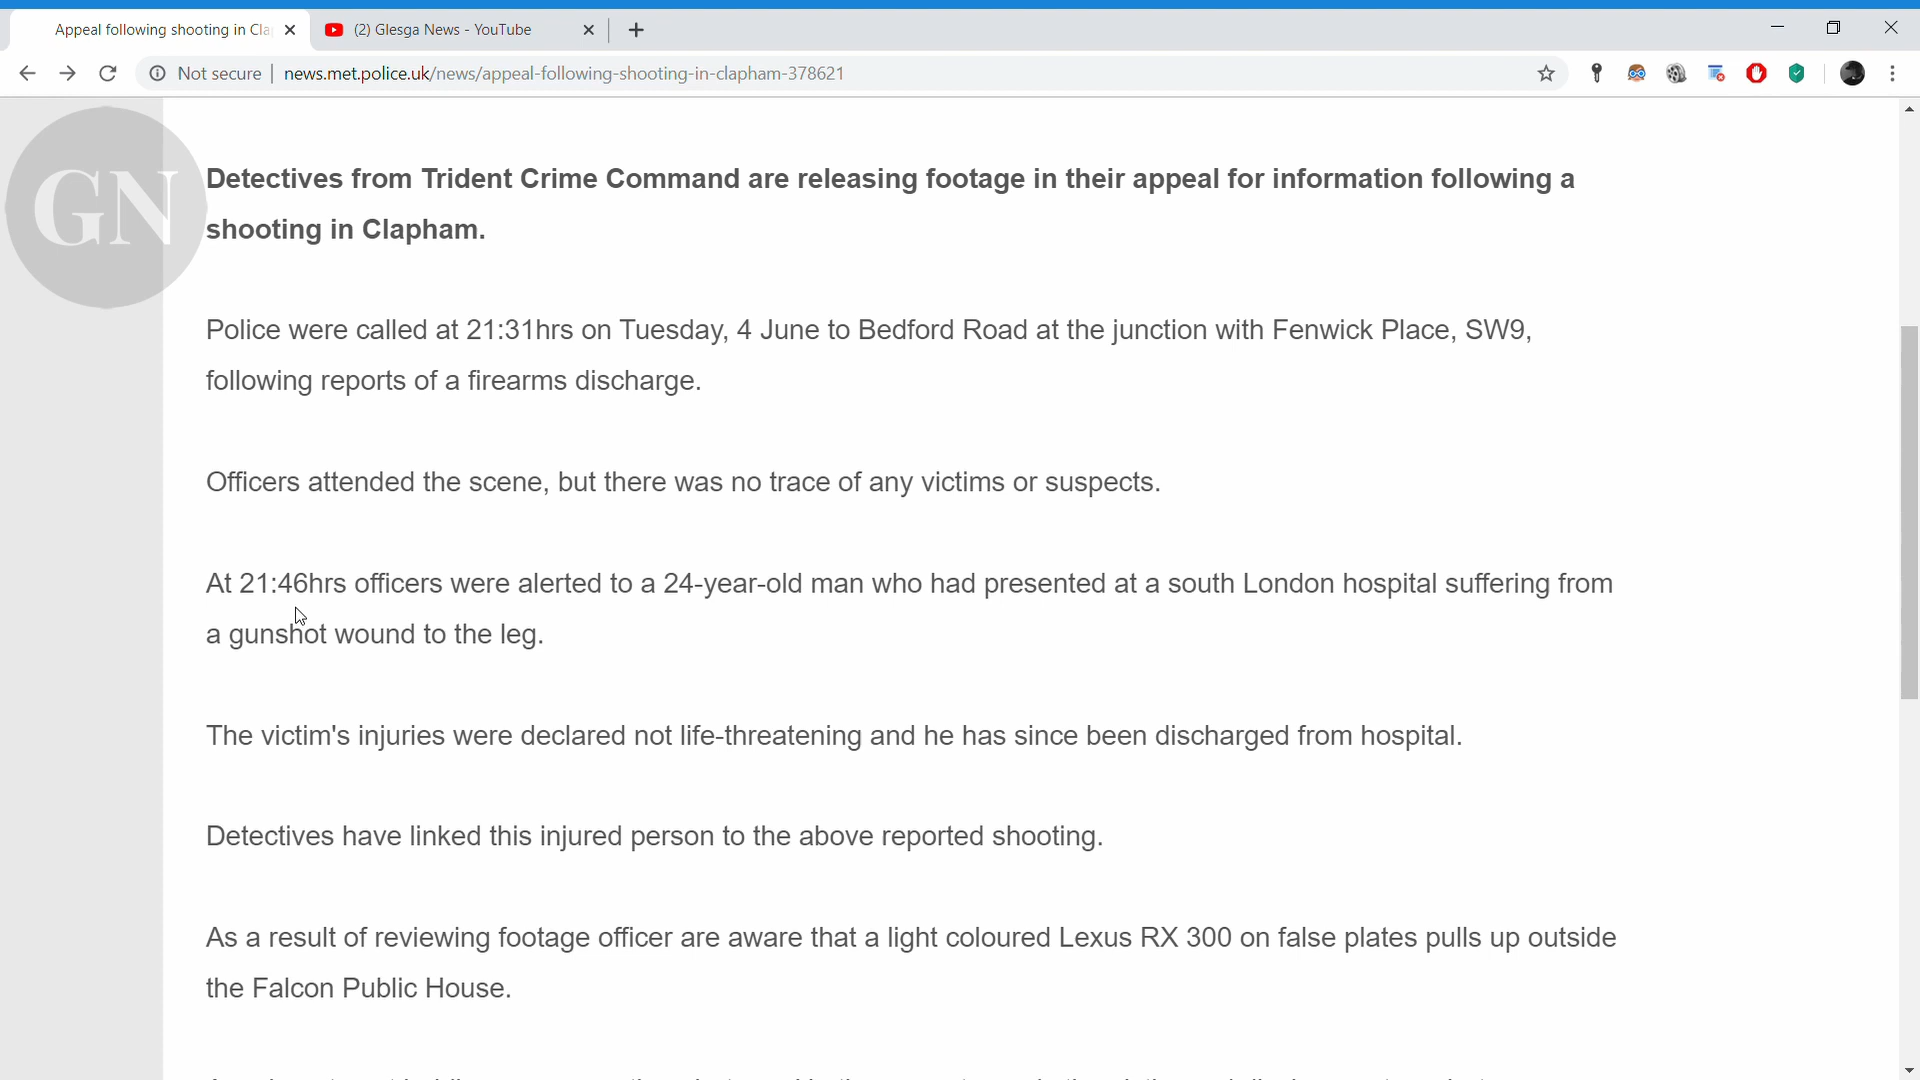 Appeal following shooting in Cla
(2) Glesga News - YouTube
Not secure | news.met.police.uk/news/appeal-following-shooting-in-clapham-378621
GN
Detectives from Trident Crime Command are releasing footage in their appeal for information following a
shooting in Clapham.
Police were called at 21:31hrs on Tuesday, 4 June to Bedford Road at the junction with Fenwick Place, SW9,
following reports of a firearms discharge.
Officers attended the scene, but there was no trace of any victims or suspects.
At 21:46hrs officers were alerted to a 24-year-old man who had presented at a south London hospital suffering from
a gunshot wound to the leg.
The victim's injuries were declared not life-threatening and he has since been discharged from hospital.
Detectives have linked this injured person to the above reported shooting.
As a result of reviewing footage officer are aware that a light coloured Lexus RX 300 on false plates pulls up outside
the Falcon Public House.